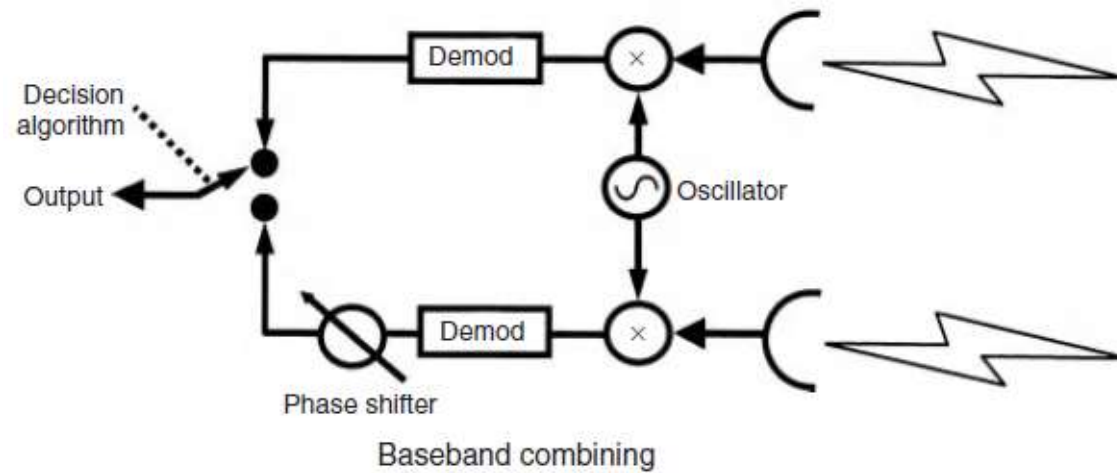 Demod
×
Decision
algorithm
Output
Oscillator
Demod
×
Phase shifter
Baseband combining